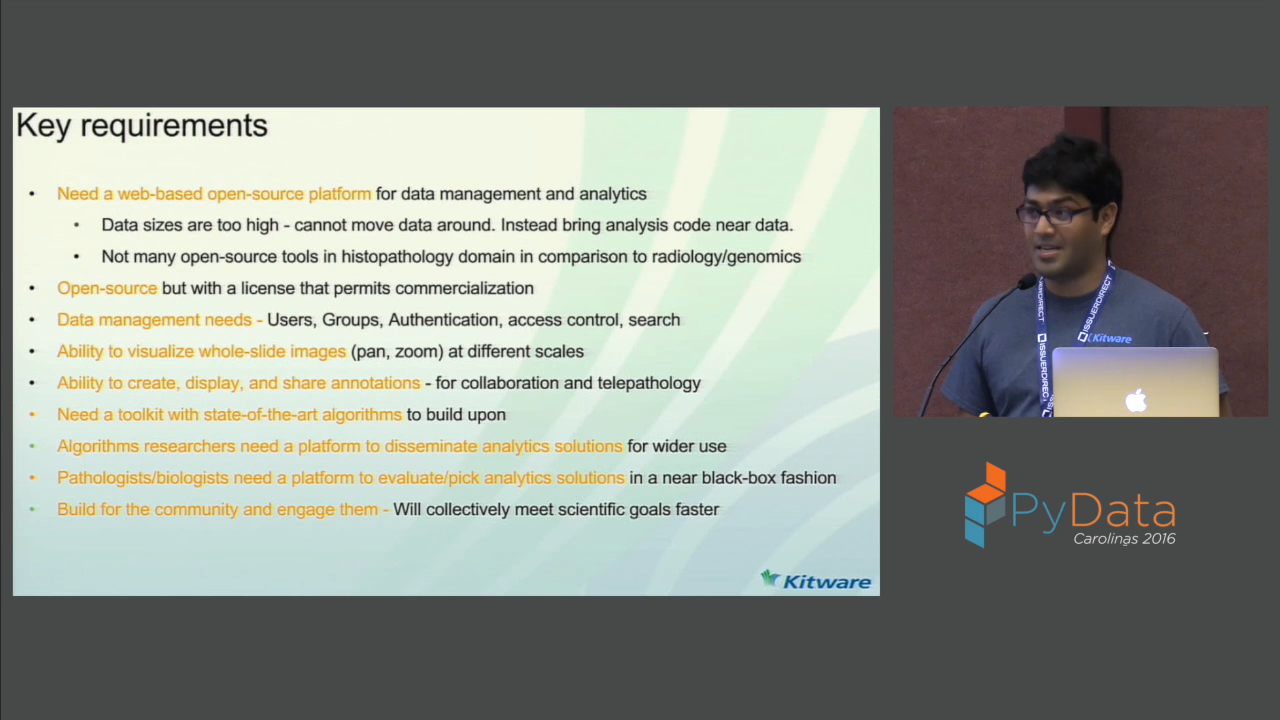 Key requirements
• Need a web-based open-source platform for data management and analytics
• Data sizes are too high - cannot move data around. Instead bring analysis code near data.
• Not many open-source tools in histopathology domain in comparison to radiology/genomics
• Open-source but with a license that permits commercialization
• Data management needs - Users, Groups, Authentication, access control, search
• Ability to visualize whole-slide images (pan, zoom) at different scales
• Ability to create, display, and share annotations - for collaboration and telepathology
• Need a toolkit with state-of-the-art algorithms to build upon
• Algorithms researchers need a platform to disseminate analytics solutions for wider use
• Pathologists/biologists need a platform to evaluate/pick analytics solutions in a near black-box fashion
• Build for the community and engage them - Will collectively meet scientific goals faster
Kitware
ISSUERDIRECT
ISSUERDIRECT
Kitware
PyData
Carolinas 2016